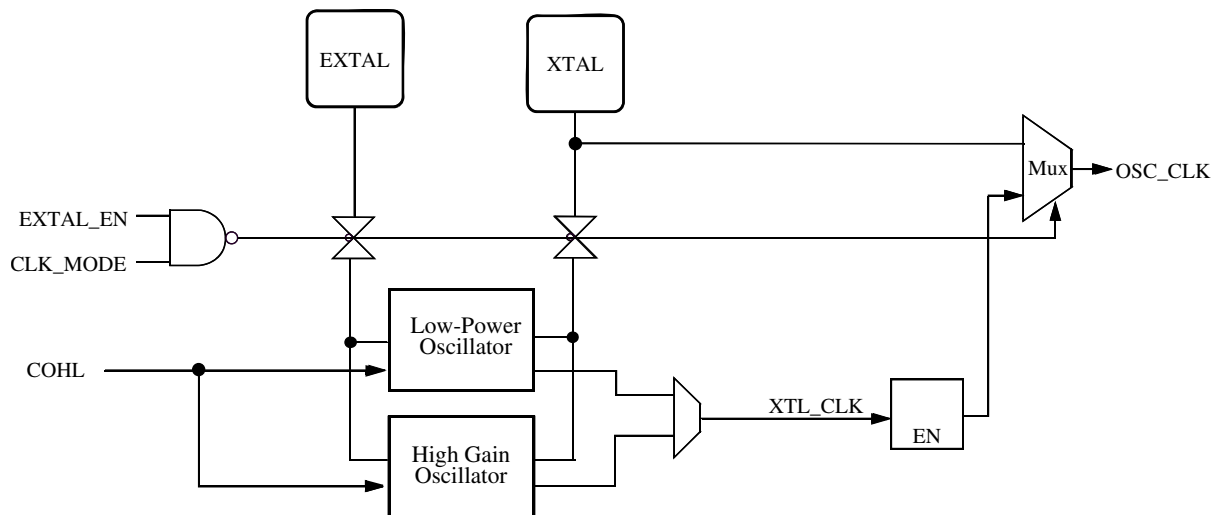 EXTAL
XTAL
Mux
OSC_CLK
EXTAL_EN
CLK_MODE
Low-Power
Oscillator
COHL
XTL_CLK
EN
High Gain
Oscillator